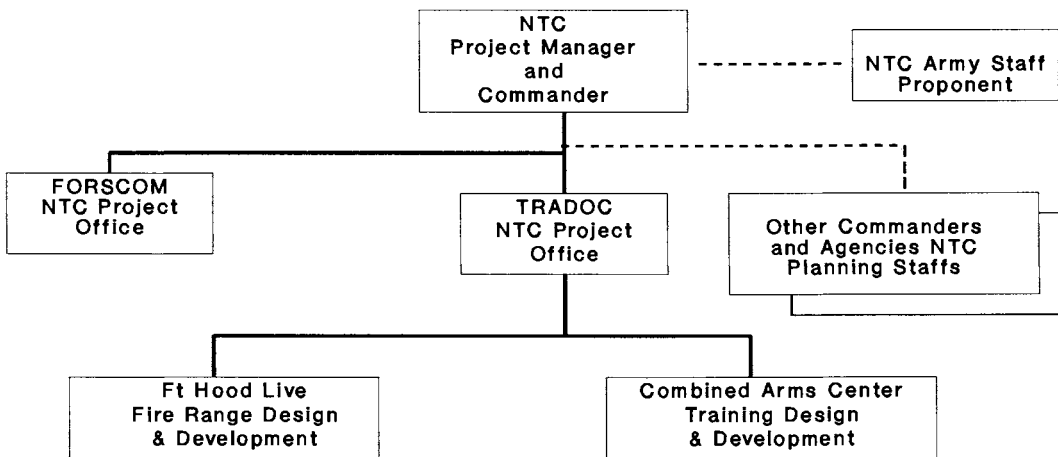 NTC
Project Manager
and
Commander
NTC Army Staff
Proponent
FORSCOM
NTC Project
Office
TRADOC
NTC Project
Office
Other Commanders
and Agencies NTC
Planning Staffs
Ft Hood Live
Fire Range Design
& Development
Combined Arms Center
Training Design
& Development